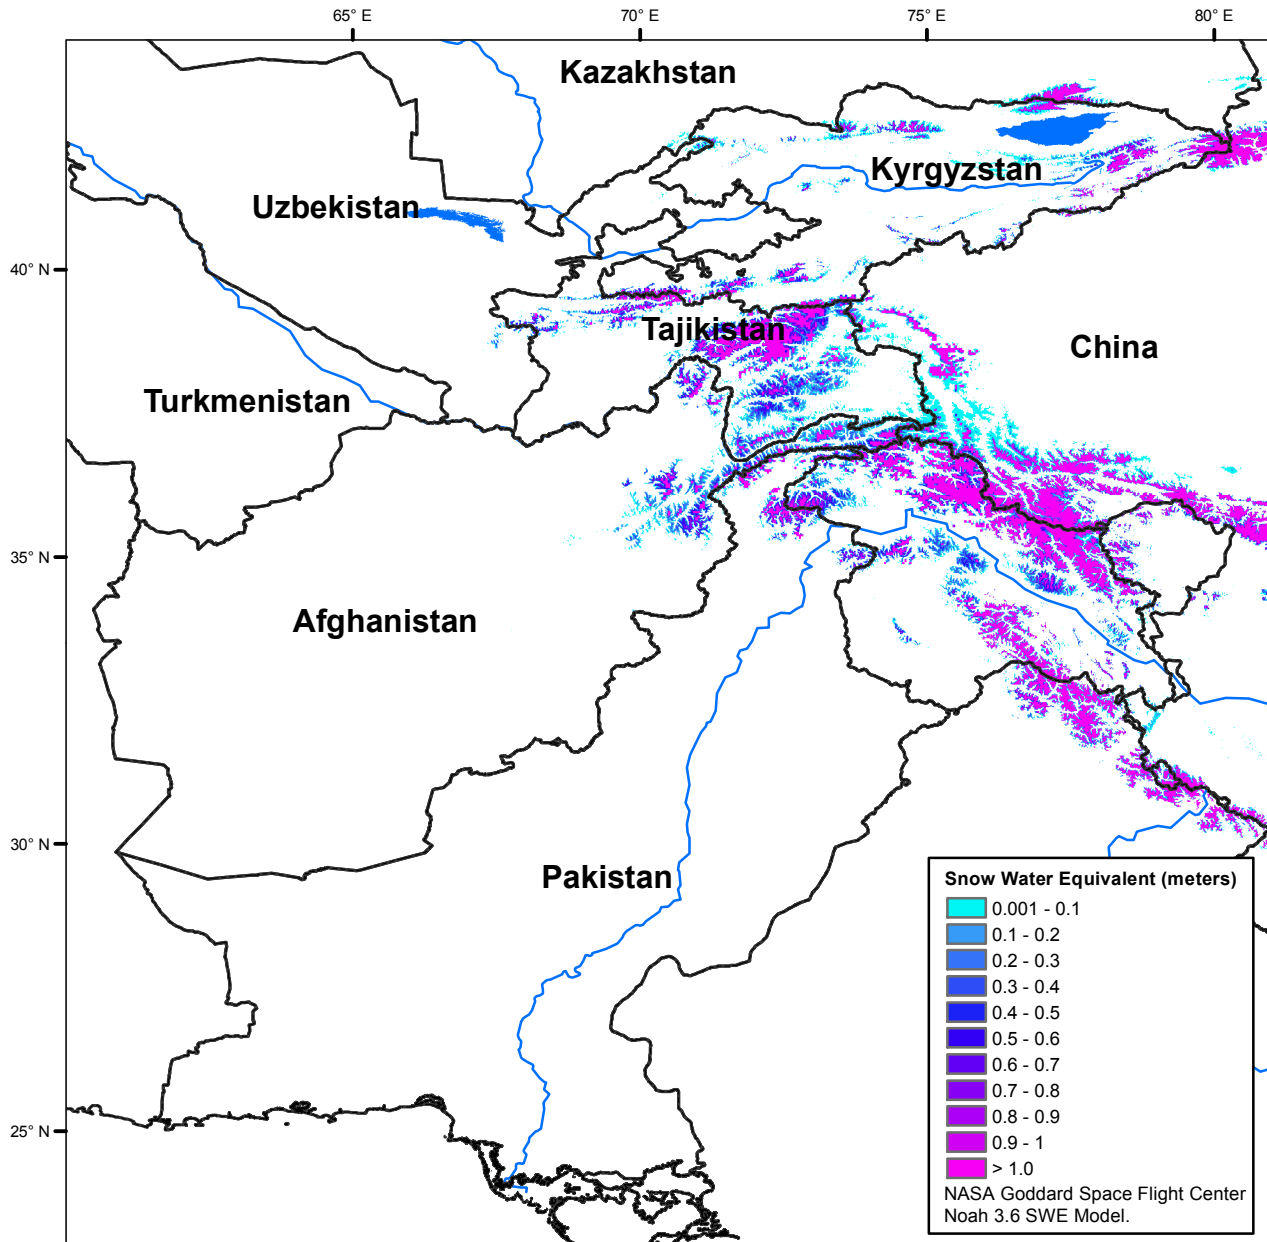 65° E
70° E
75° E
80° E
Kazakhstan
Kyrgyzstan
Uzbekistan
40° N
Tajikistan
China
Turkmenistan
35° N
Afghanistan
30° N
Pakistan
25° N
Snow Water Equivalent (meters)
0.001 - 0.1
0.1 - 0.2
0.2 - 0.3
0.3 - 0.4
0.4 - 0.5
0.5 - 0.6
0.6 - 0.7
0.7 - 0.8
0.8 - 0.9
0.9 - 1
> 1.0
NASA Goddard Space Flight Center
Noah 3.6 SWE Model.